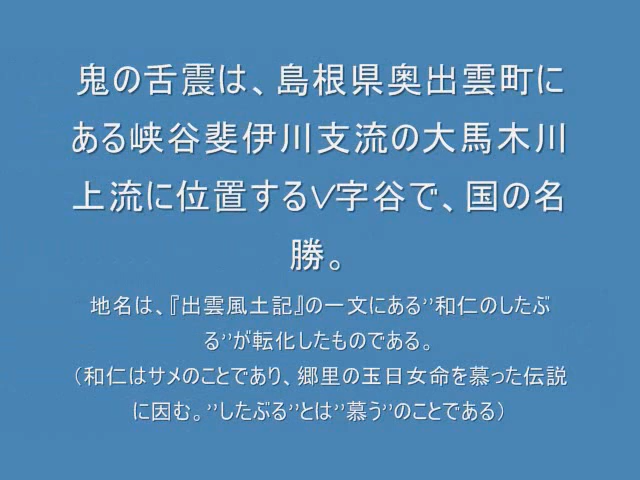 鬼の舌震は、島根県奥出雲町に
ある峡谷斐伊川支流の大馬木川
上流に位置するV字谷で、国の名
勝。
地名は、『出雲風土記』の一文にある’’和仁のしたぶ
る’’が転化したものである。
（和仁はサメのことであり、郷里の玉日女命を慕った伝説
に因む。’’したぶる’’とは’’慕う’’のことである）